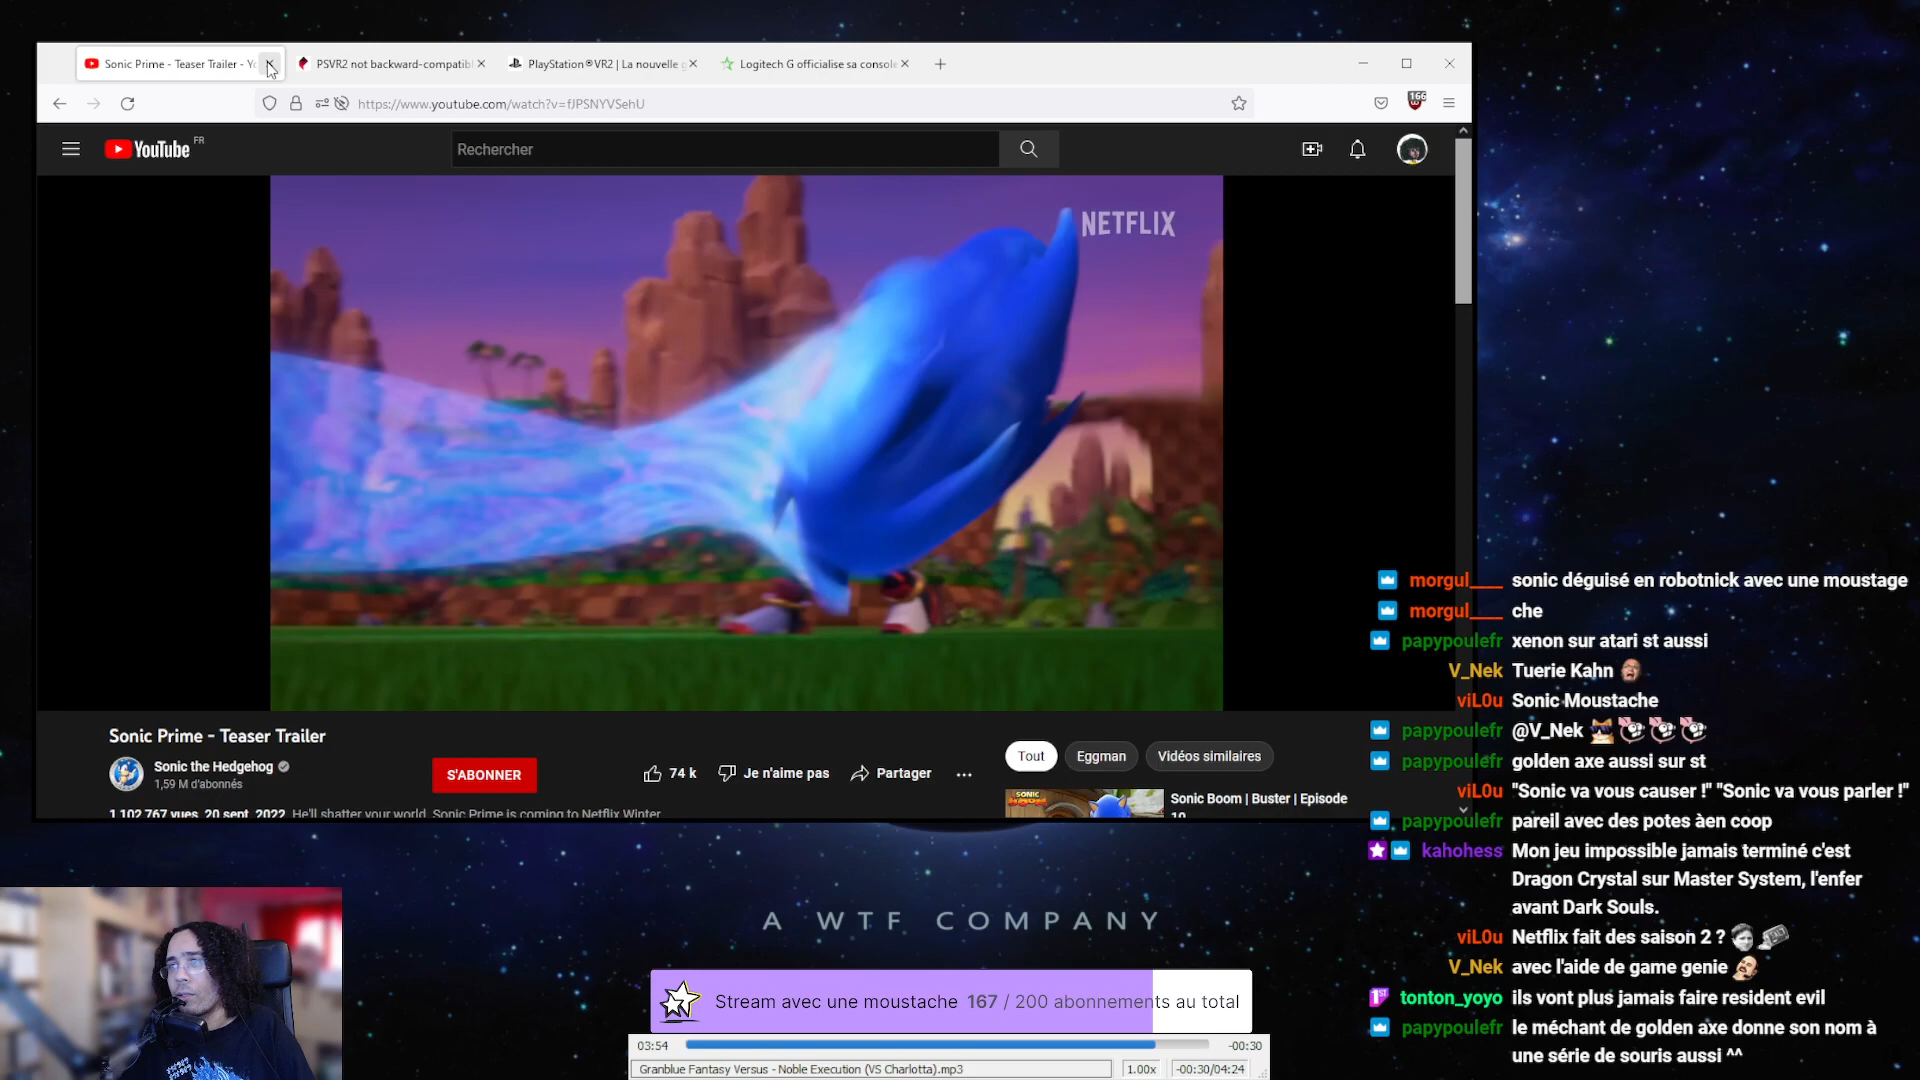 Sonic Prime - Teaser Trailer - Yo
PSVR2 not backward-compatibl
PlayStation®VR2 | La nouvelle g
Logitech G officialise sa console
https://www.youtube.com/watch?v=fJPSNYVSehU
166
YouTube FR
Rechercher
NETFLIX
Sonic Prime - Teaser Trailer
Sonic the Hedgehog
1,59 M d'abonnés
S'ABONNER
74 k
Je n'aime pas
Partager
Tout
Eggman
Vidéos similaires
SONIC
Sonic Boom | Buster | Episode
10
1 102 767 vues  20 sept. 2022  He'll shatter your world. Sonic Prime is coming to Netflix Winter
morgul____ sonic déguisé en robotnick avec une moustage
morgul____ che
papypoulefr xenon sur atari st aussi
V_Nek Tuerie Kahn
viL0u Sonic Moustache
papypoulefr @V_Nek
papypoulefr golden axe aussi sur st
viL0u "Sonic va vous causer !" "Sonic va vous parler !"
papypoulefr pareil avec des potes àen coop
kahohess Mon jeu impossible jamais terminé c'est
Dragon Crystal sur Master System, l'enfer
avant Dark Souls.
viL0u Netflix fait des saison 2 ?
V_Nek avec l'aide de game genie
tonton_yoyo ils vont plus jamais faire resident evil
papypoulefr le méchant de golden axe donne son nom à
une série de souris aussi ^^
A WTF COMPANY
Stream avec une moustache 167 / 200 abonnements au total
03:54
-00:30
Granblue Fantasy Versus - Noble Execution (VS Charlotta).mp3
1.00x
-00:30/04:24